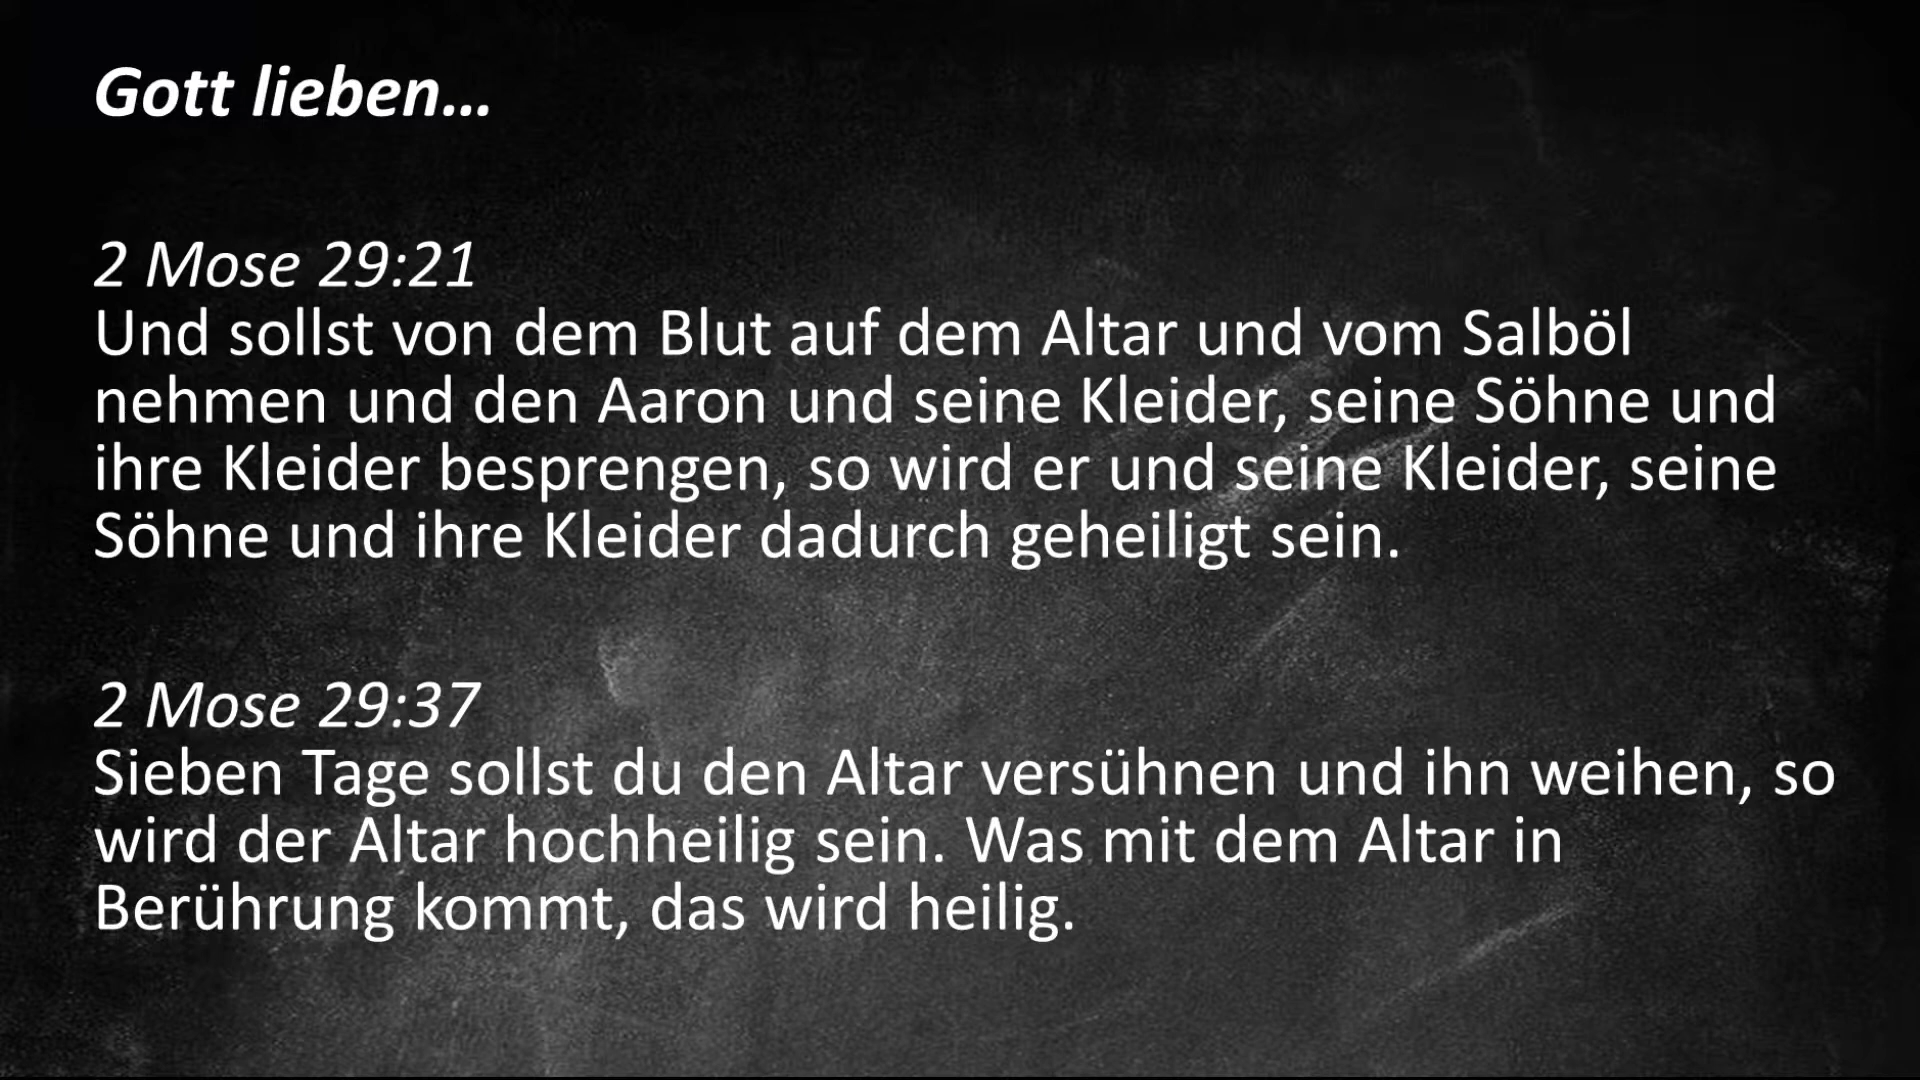 Gott lieben…
2 Mose 29:21
Und sollst von dem Blut auf dem Altar und vom Salböl
nehmen und den Aaron und seine Kleider, seine Söhne und
ihre Kleider besprengen, so wird er und seine Kleider, seine
Söhne und ihre Kleider dadurch geheiligt sein.
2 Mose 29:37
Sieben Tage sollst du den Altar versühnen und ihn weihen, so
wird der Altar hochheilig sein. Was mit dem Altar in
Berührung kommt, das wird heilig.